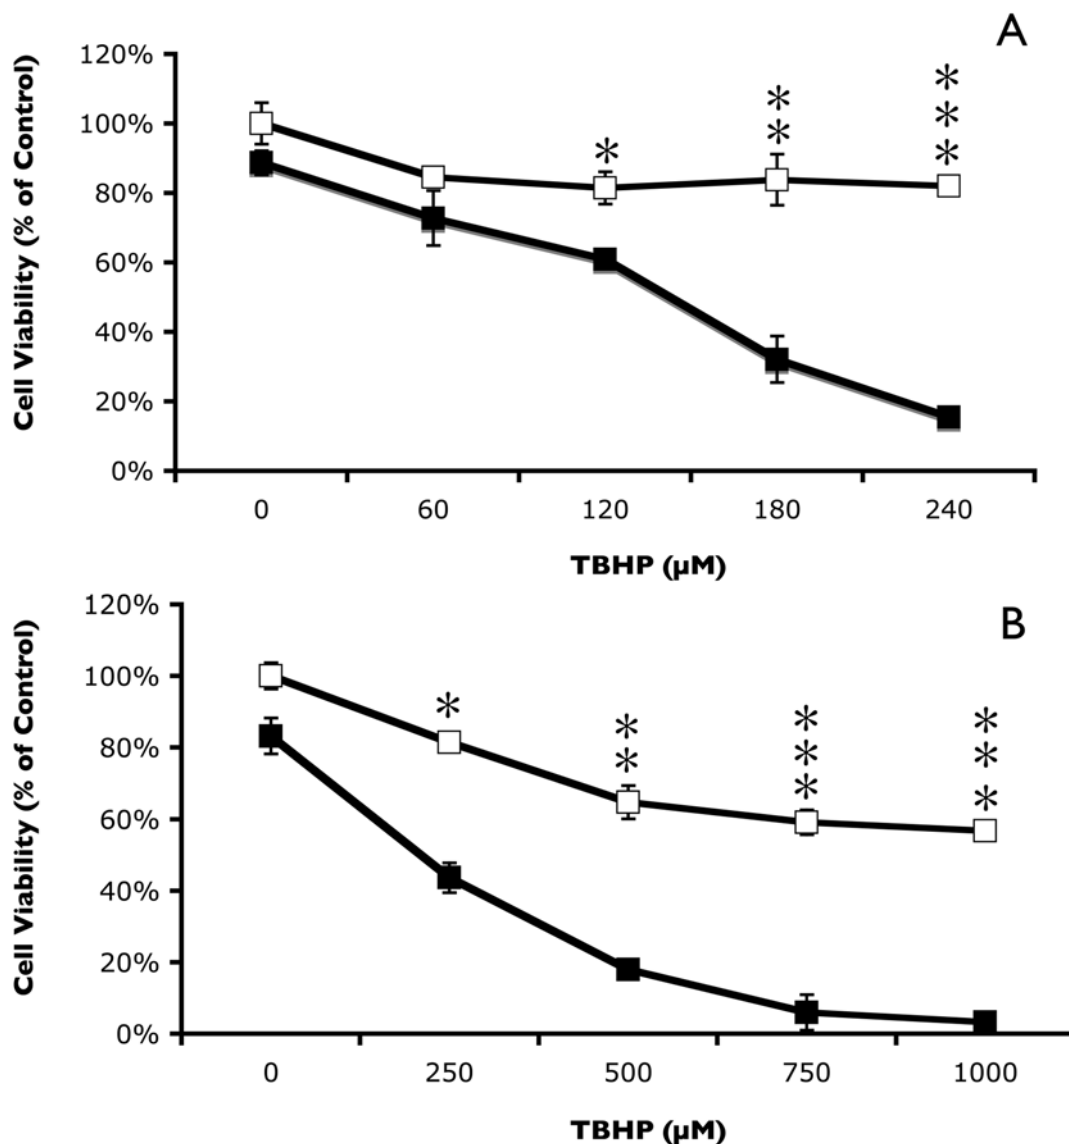 A
120%
100%
80%
60%
40%
20%
0%
Cell Viability (% of Control)
*
**
***
0 60 120 180 240
TBHP (µM)
B
120%
100%
80%
60%
40%
20%
0%
Cell Viability (% of Control)
*
**
***
***
0 250 500 750 1000
TBHP (µM)